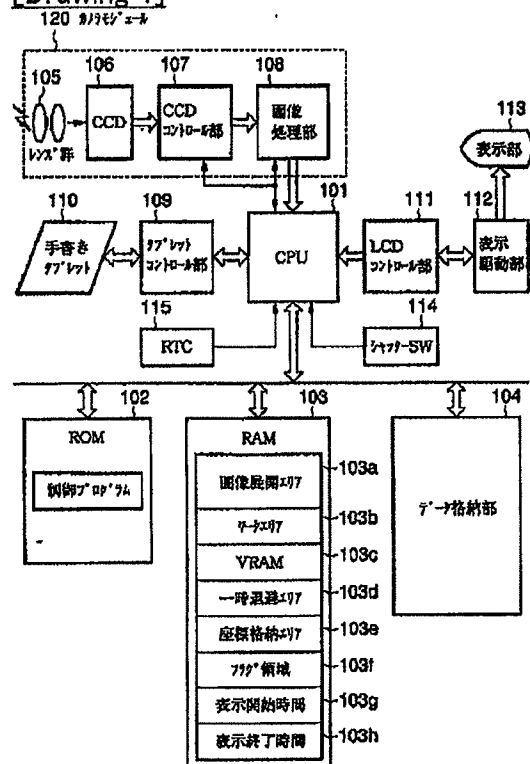 [Drawing 1]
120 カメラモジュール
105
106
107
108
レンズ群
CCD
CCD
コントロール部
画像
処理部
113
表示部
110
109
101
111
112
手書き
タブレット
タブレット
コントロール部
CPU
LCD
コントロール部
表示
駆動部
115
RTC
114
シャッターSW
102
ROM
制御プログラム
103
RAM
画像展開エリア
103a
ワークエリア
103b
VRAM
103c
一時退避エリア
103d
座標格納エリア
103e
フラグ領域
103f
表示開始時間
103g
表示終了時間
103h
104
データ格納部